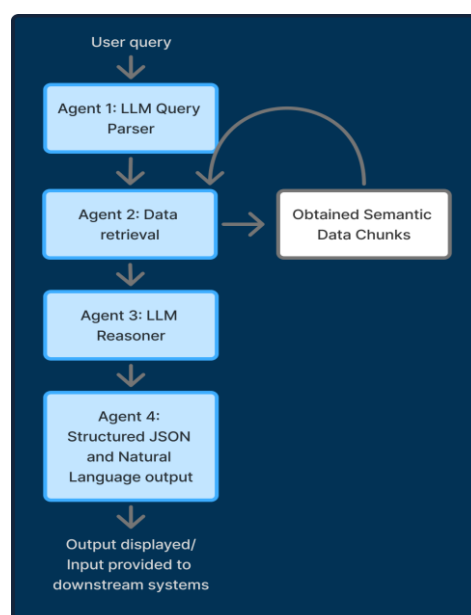 User query
Agent 1: LLM Query
Parser
Agent 2: Data
retrieval
Obtained Semantic
Data Chunks
Agent 3: LLM
Reasoner
Agent 4:
Structured JSON
and Natural
Language output
Output displayed/
Input provided to
downstream systems